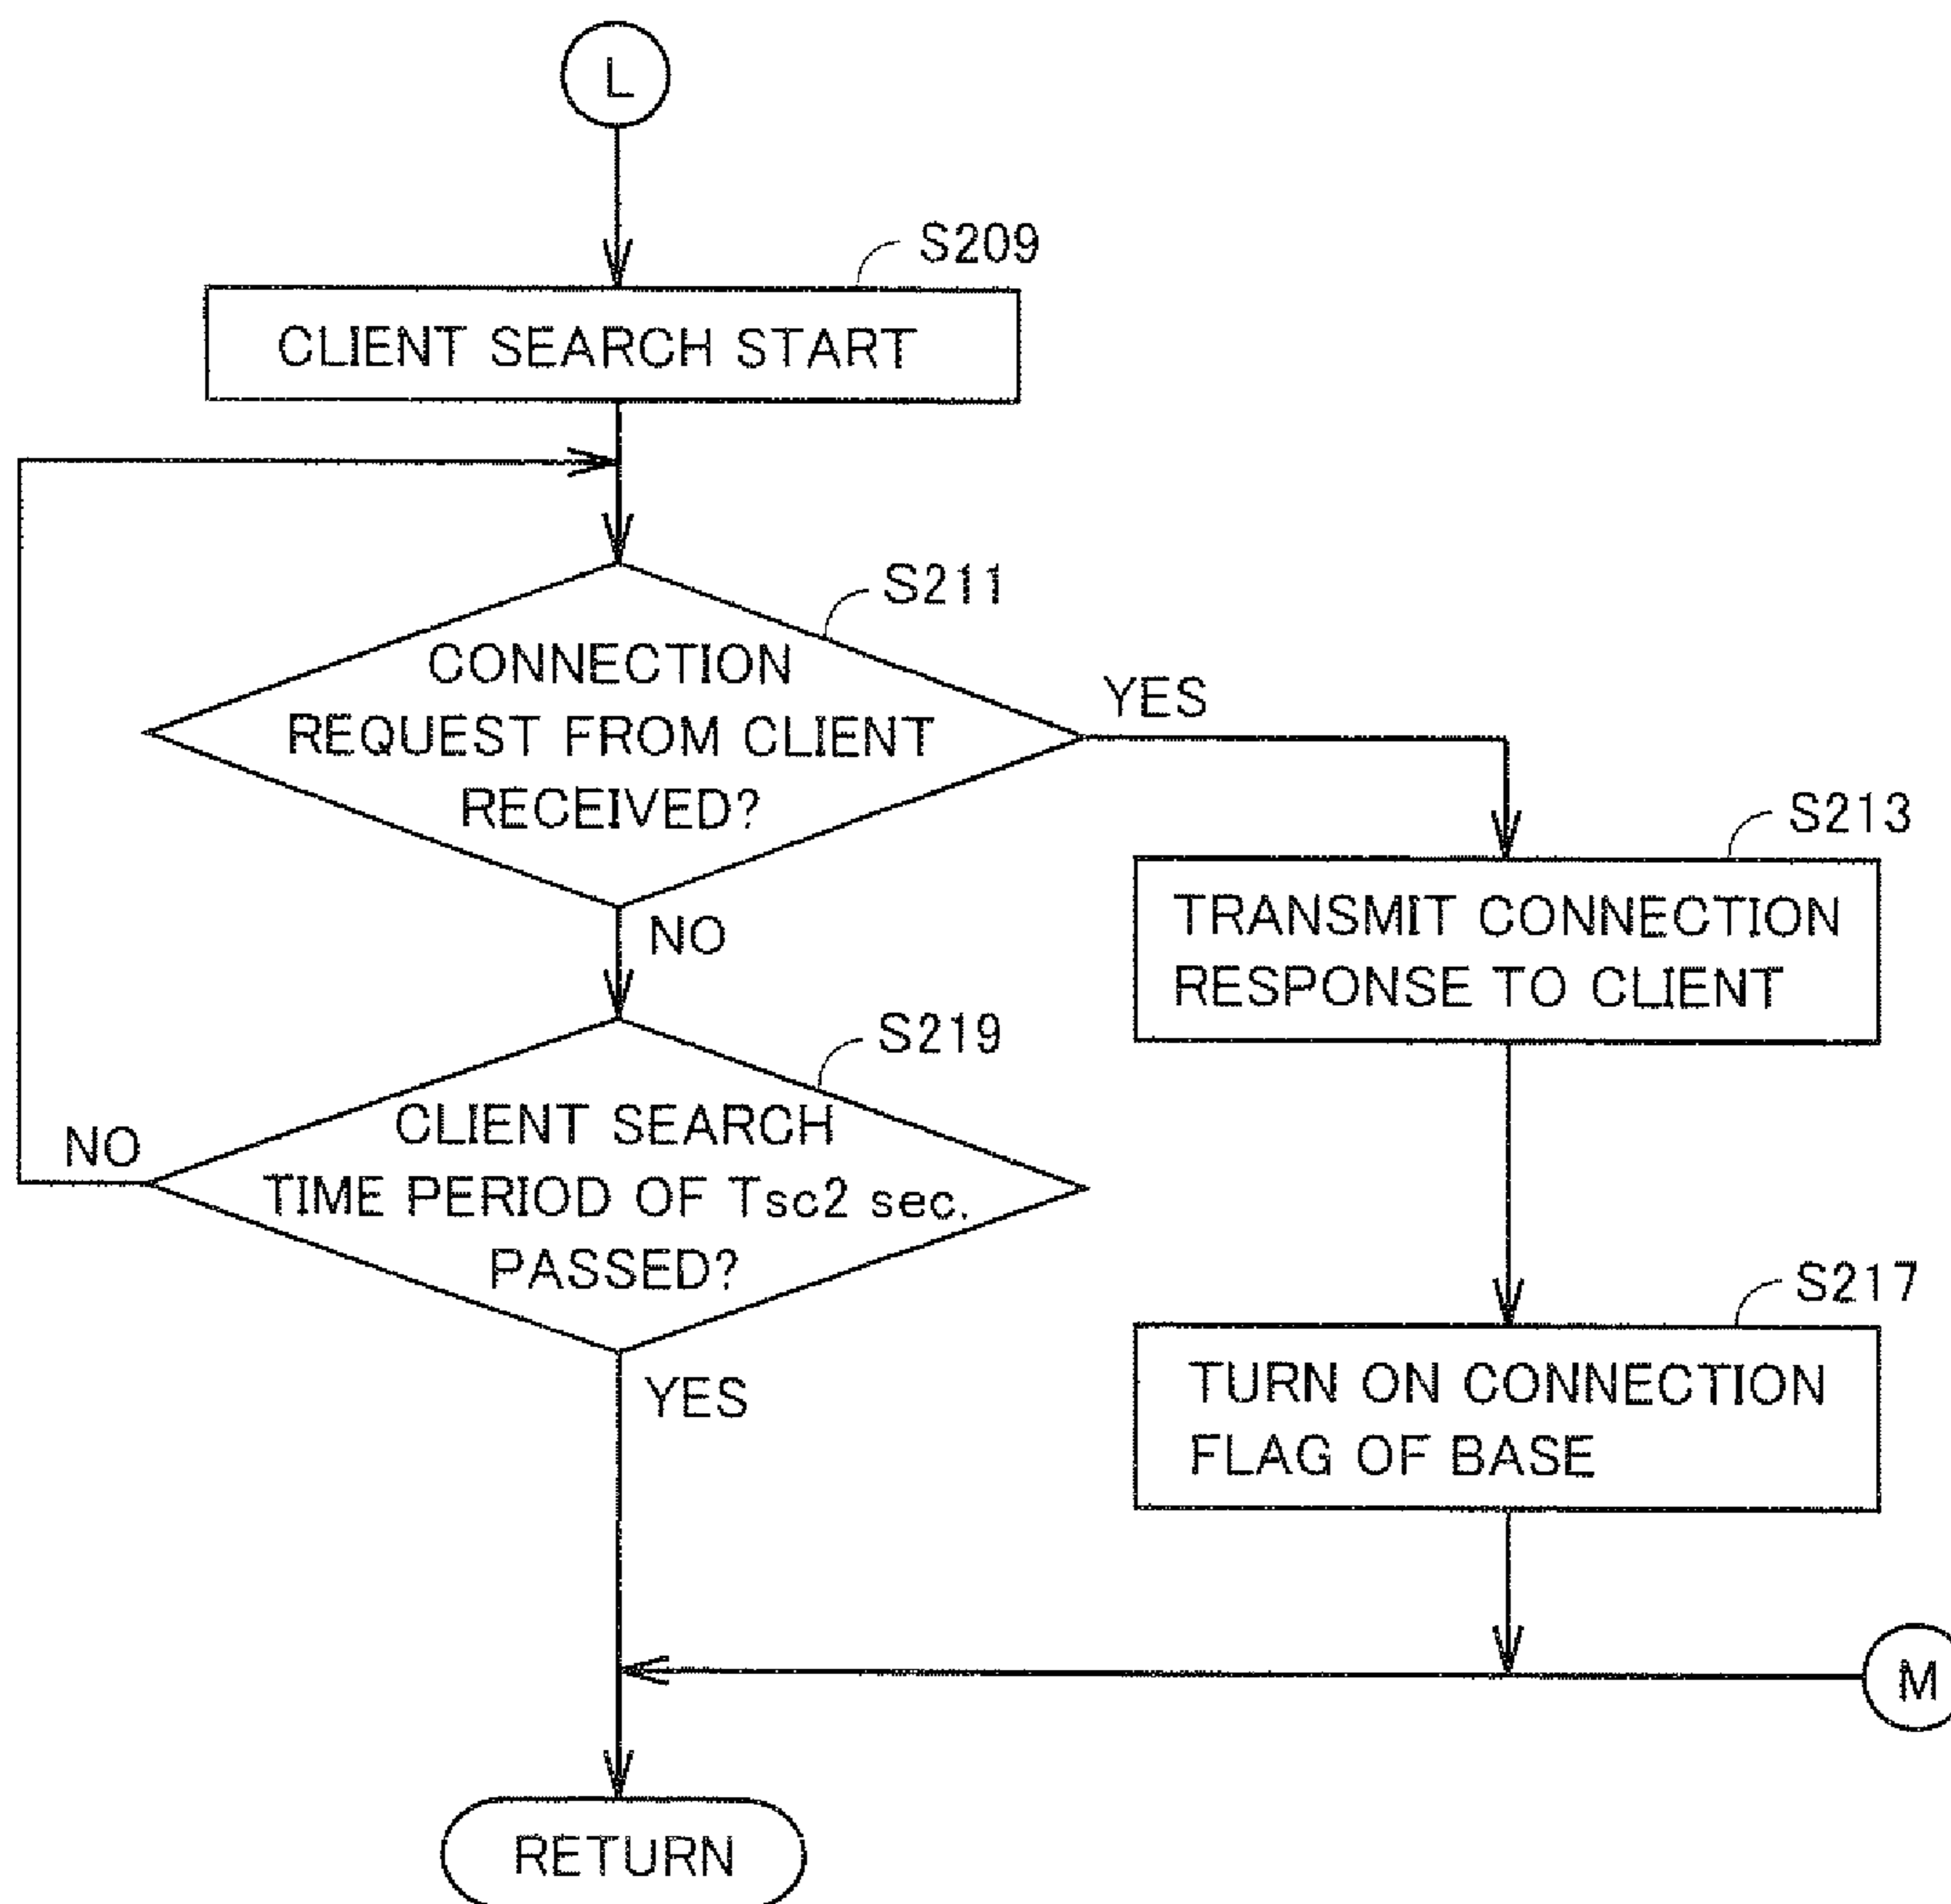 L
S209
CLIENT SEARCH START
S211
CONNECTION
REQUEST FROM CLIENT
RECEIVED?
YES
NO
S213
TRANSMIT CONNECTION
RESPONSE TO CLIENT
S219
CLIENT SEARCH
TIME PERIOD OF Tsc2 sec.
PASSED?
NO
YES
S217
TURN ON CONNECTION
FLAG OF BASE
M
RETURN